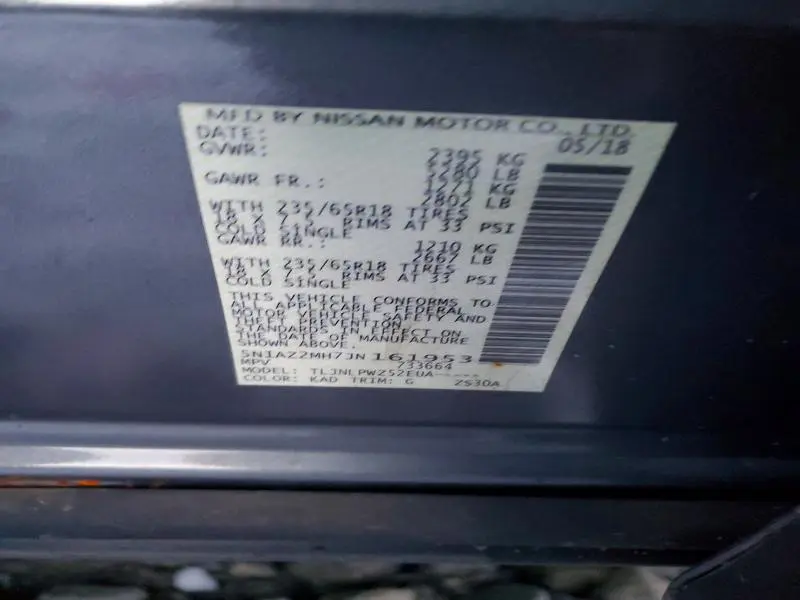 MFD BY NISSAN MOTOR CO., LTD.
DATE: 05/18
GVWR: 2395 KG
5280 LB
GAWR FR.: 1271 KG
2802 LB
WITH 235/65R18 TIRES
18 X 7.5 RIMS AT 33 PSI
COLD SINGLE
GAWR RR.: 1210 KG
2667 LB
WITH 235/65R18 TIRES
18 X 7.5 RIMS AT 33 PSI
COLD SINGLE
THIS VEHICLE CONFORMS TO
ALL APPLICABLE FEDERAL
MOTOR VEHICLE SAFETY AND
THEFT PREVENTION
STANDARDS IN EFFECT ON
THE DATE OF MANUFACTURE
SHOWN ABOVE.
5N1AZ2MH7JN161953
MPV 733664
MODEL: TLJNLPWZ52EUA-----
COLOR: KAD TRIM: G ZS30A